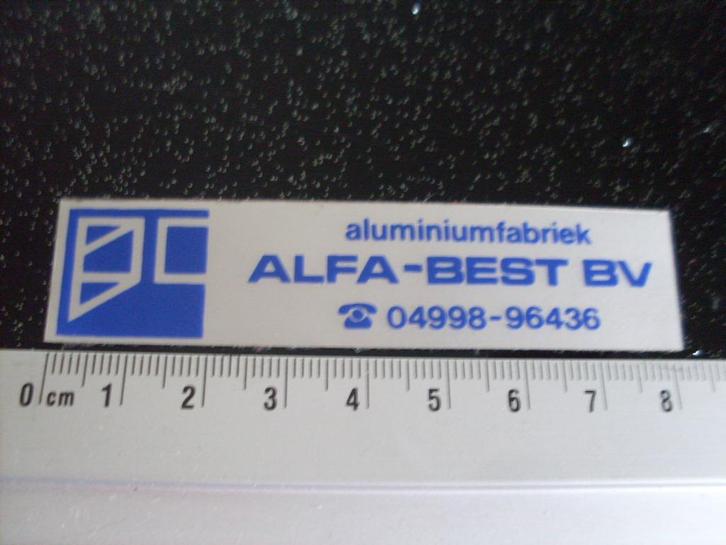 aluminiumfabriek
ALFA-BEST BV
☎ 04998-96436
0 cm 1 2 3 4 5 6 7 8